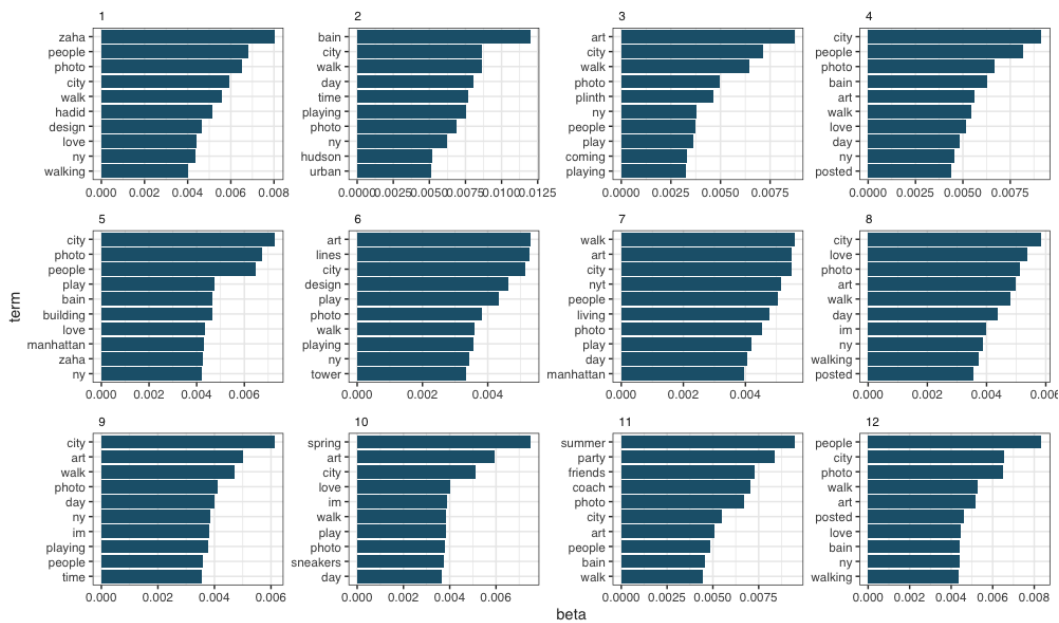 1
zaha
people
photo
city
walk
hadid
design
love
ny
walking
0.000 0.002 0.004 0.006 0.008
2
bain
city
walk
day
time
playing
photo
ny
hudson
urban
0.0000 0.0025 0.0050 0.0075 0.0100 0.0125
3
art
city
walk
photo
plinth
ny
people
play
coming
playing
0.0000 0.0025 0.0050 0.0075
4
city
people
photo
bain
art
walk
love
day
ny
posted
0.0000 0.0025 0.0050 0.0075
term
5
city
photo
people
play
bain
building
love
manhattan
zaha
ny
0.000 0.002 0.004 0.006
6
art
lines
city
design
play
photo
walk
playing
ny
tower
0.000 0.002 0.004
7
walk
art
city
nyt
people
living
photo
play
day
manhattan
0.000 0.002 0.004
8
city
love
photo
art
walk
day
im
ny
walking
posted
0.000 0.002 0.004 0.006
9
city
art
walk
photo
day
ny
im
playing
people
time
0.000 0.002 0.004 0.006
10
spring
art
city
love
im
walk
play
photo
sneakers
day
0.000 0.002 0.004 0.006
11
summer
party
friends
coach
photo
city
art
people
bain
walk
0.0000 0.0025 0.0050 0.0075
12
people
city
photo
walk
art
posted
love
bain
ny
walking
0.000 0.002 0.004 0.006 0.008
beta